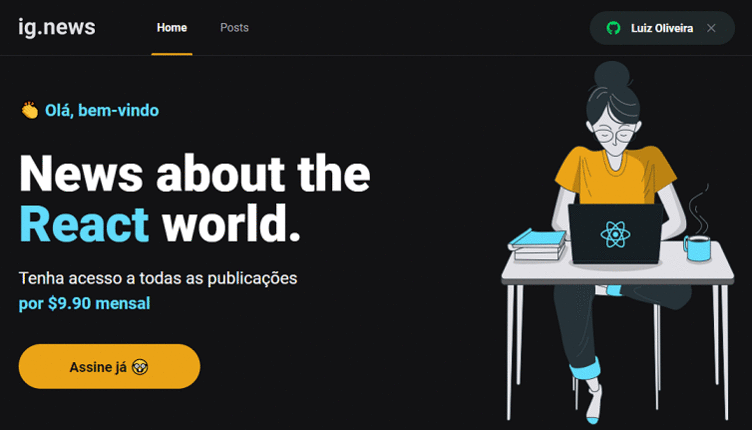 ig.news
Home
Posts
Luiz Oliveira
👏 Olá, bem-vindo
News about the
React world.
Tenha acesso a todas as publicações
por $9.90 mensal
Assine já 🤓